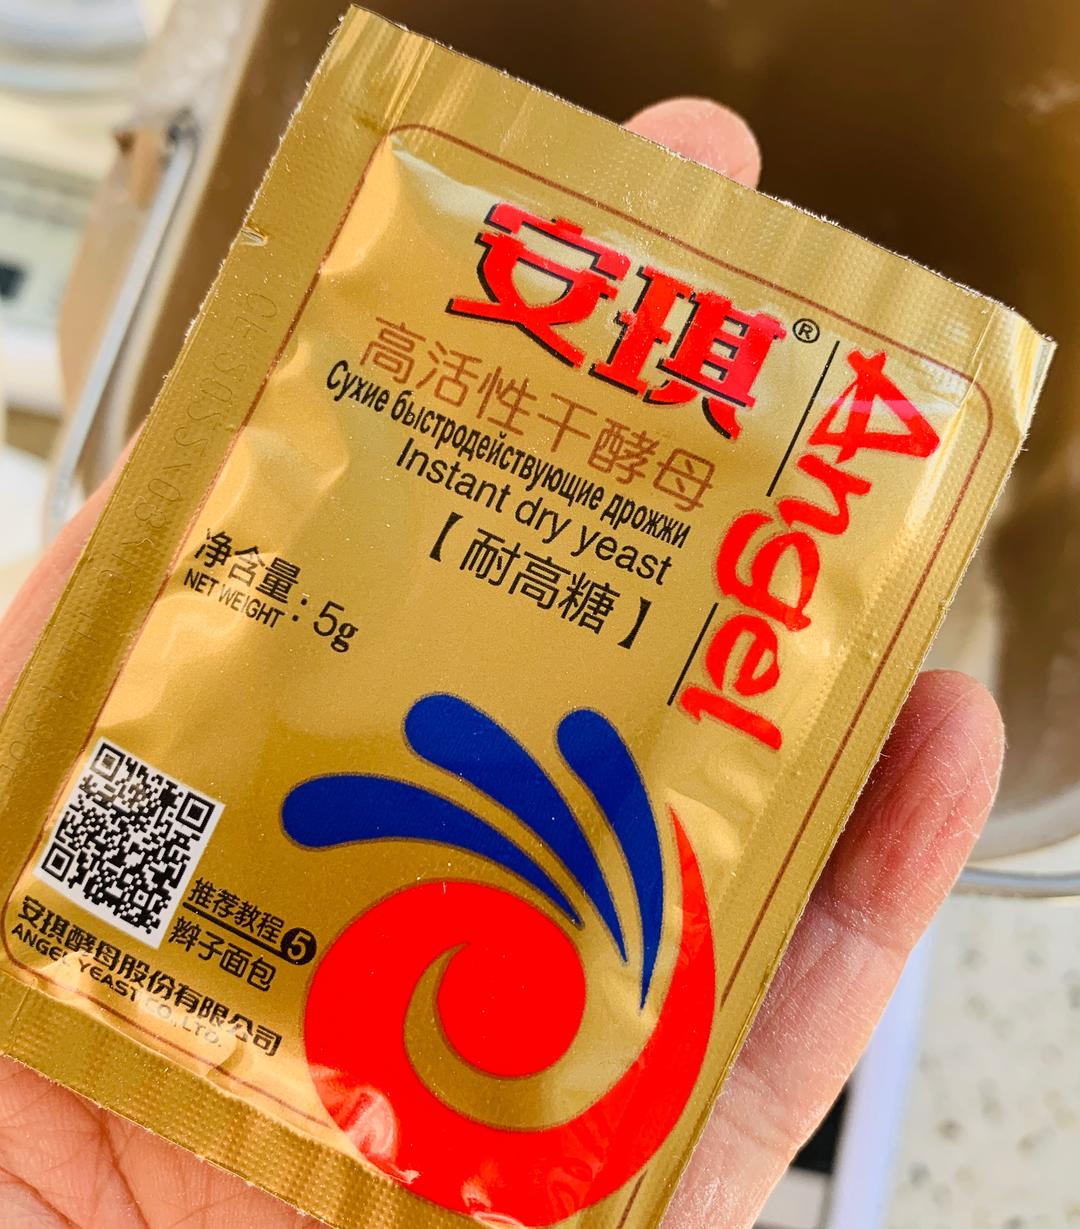 安琪®
Angel
高活性干酵母
Сухие быстродействующие дрожжи
Instant dry yeast
【耐高糖】
净含量: 5g
NET WEIGHT
推荐教程 5
辫子面包
安琪酵母股份有限公司
ANGEL YEAST CO., LTD.